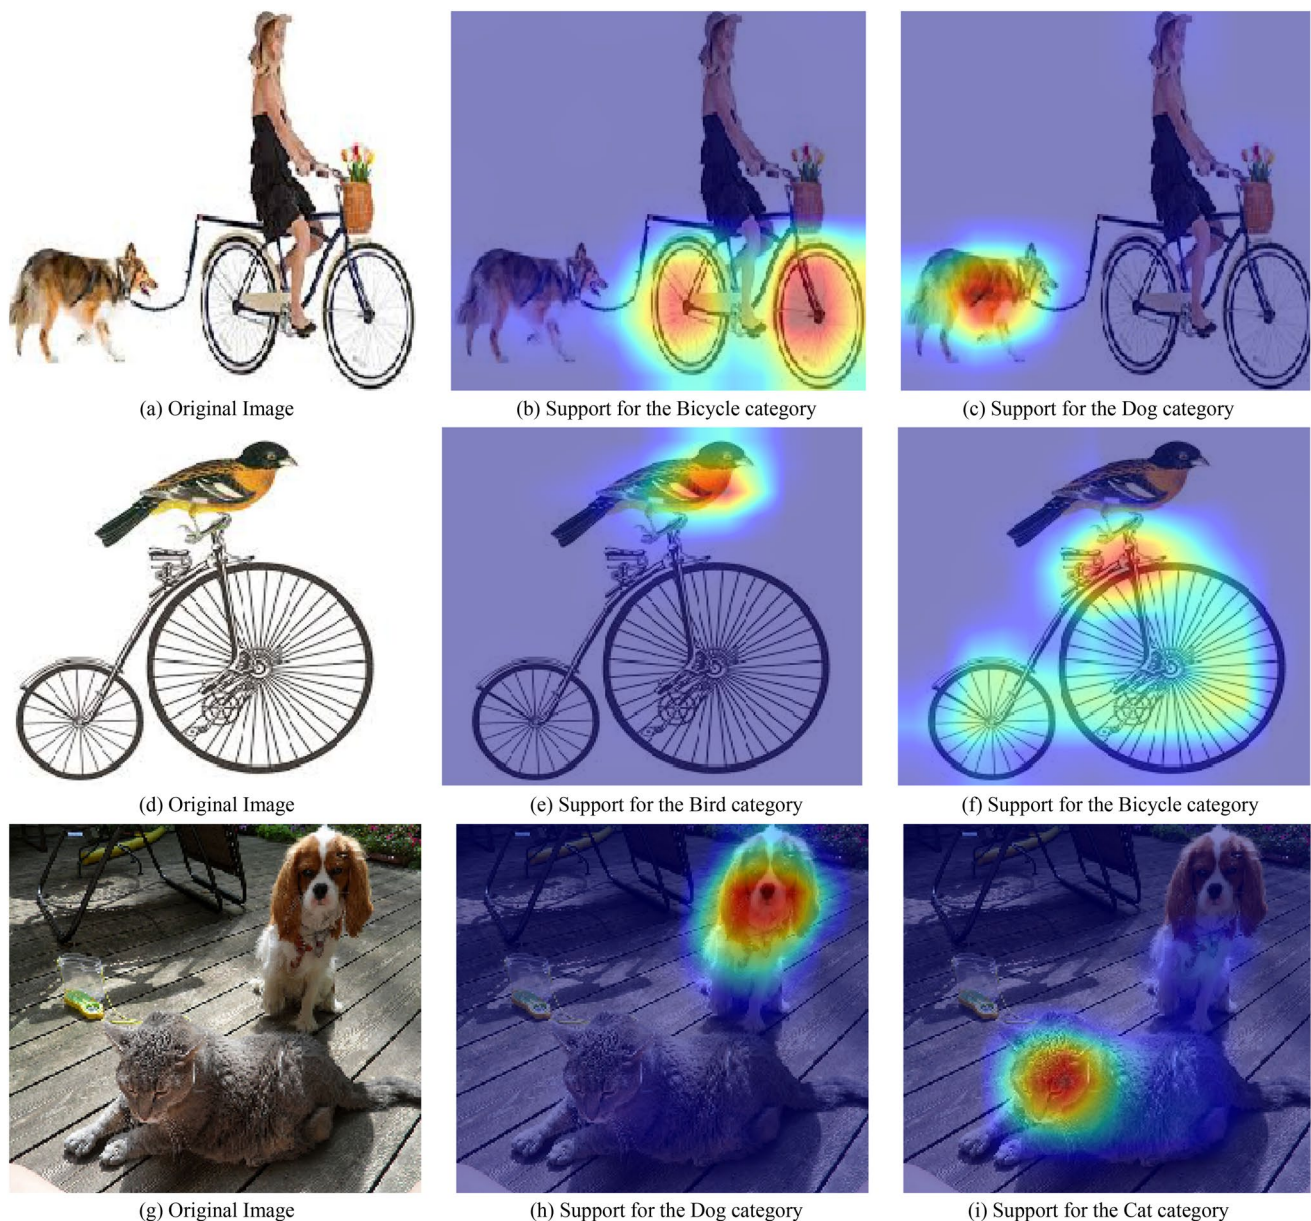 (a) Original Image
(b) Support for the Bicycle category
(c) Support for the Dog category
(d) Original Image
(e) Support for the Bird category
(f) Support for the Bicycle category
(g) Original Image
(h) Support for the Dog category
(i) Support for the Cat category